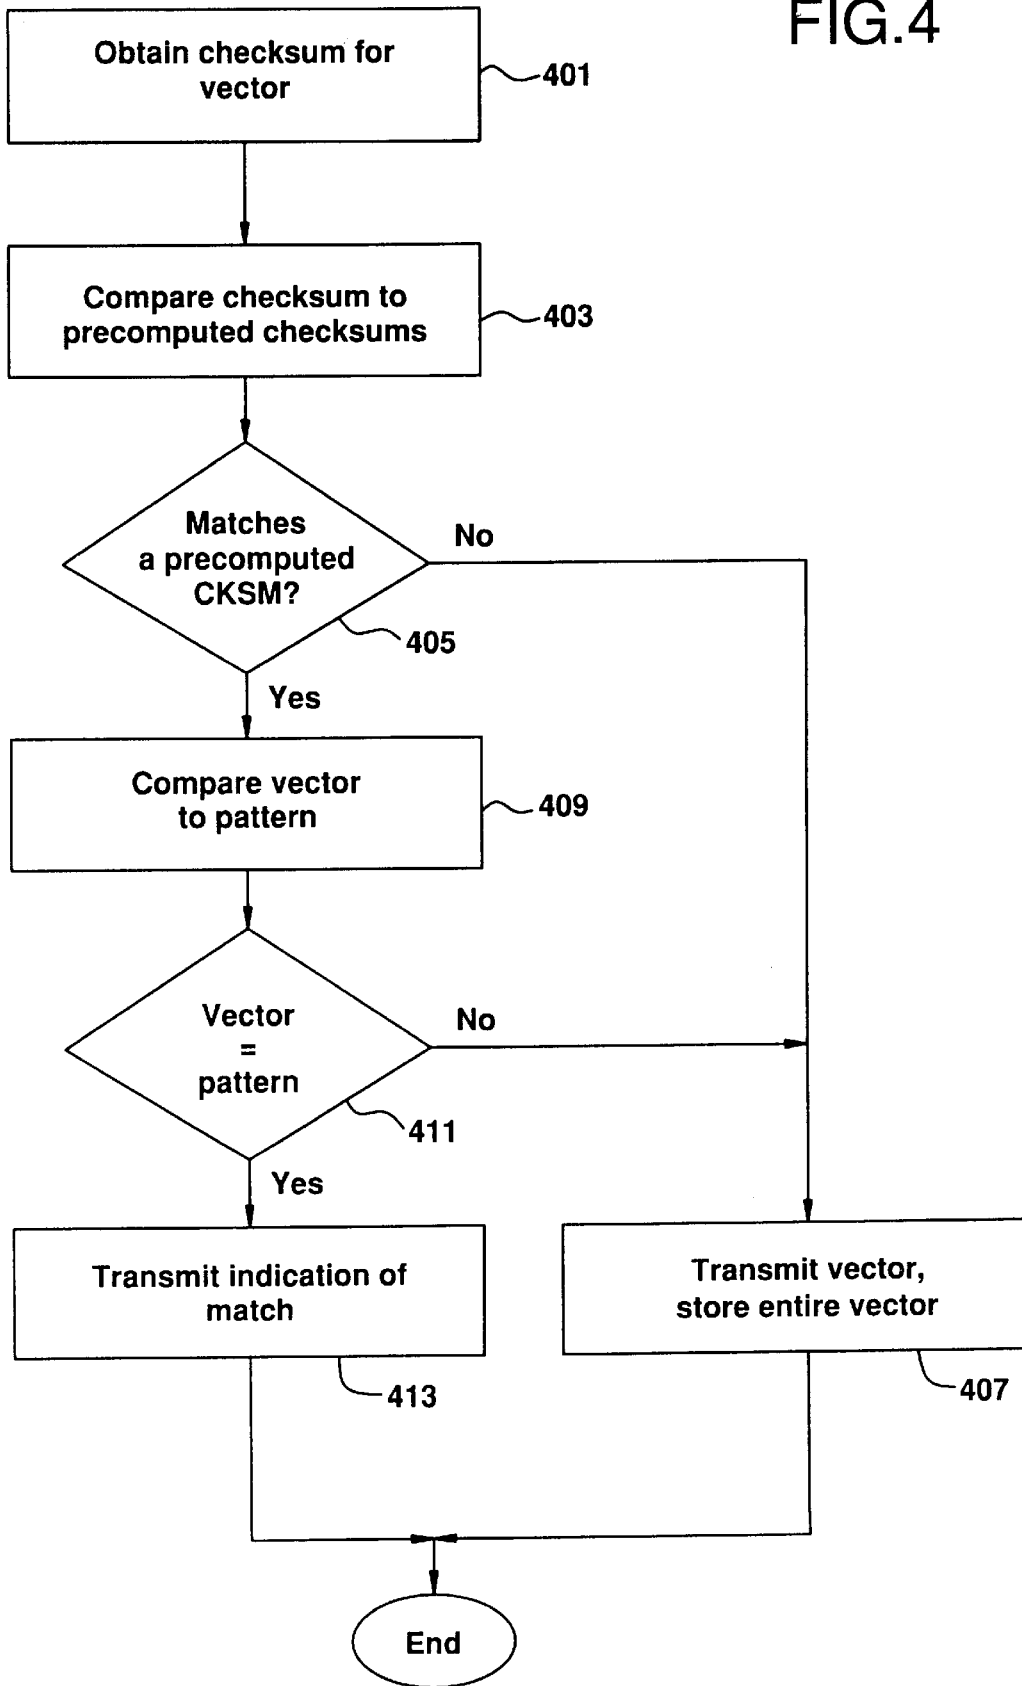 FIG.4
Obtain checksum for
vector
401
Compare checksum to
precomputed checksums
403
Matches
a precomputed
CKSM?
No
405
Yes
Compare vector
to pattern
409
Vector
=
pattern
No
411
Yes
Transmit indication of
match
413
Transmit vector,
store entire vector
407
End